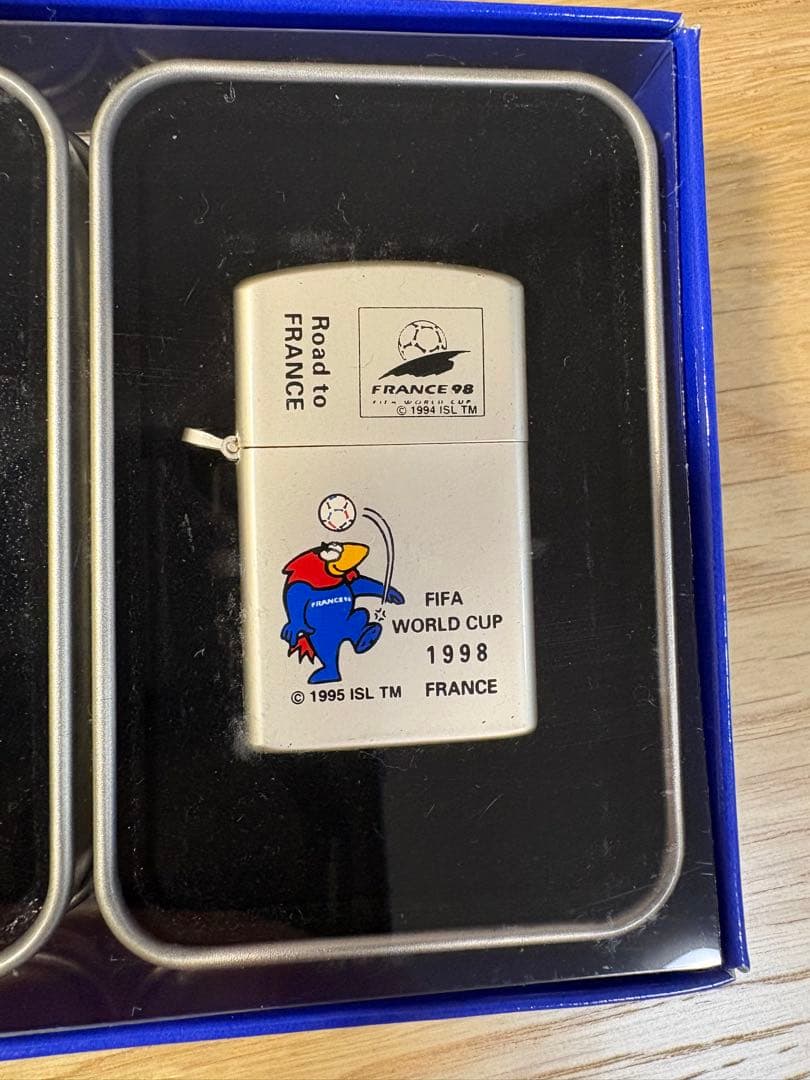 Road to
FRANCE
FRANCE 98
FIFA WORLD CUP
© 1994 ISL TM
FRANCE 98
FIFA
WORLD CUP
1998
FRANCE
© 1995 ISL TM